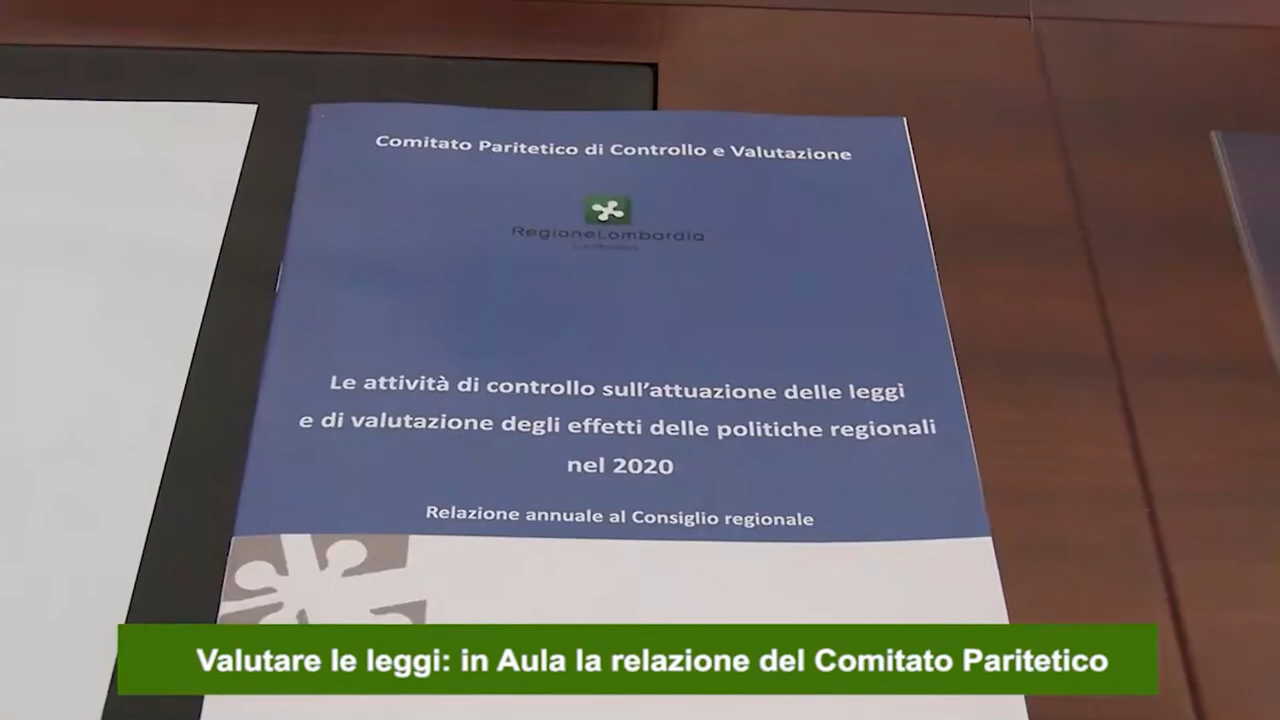 Comitato Paritetico di Controllo e Valutazione
RegioneLombardia
Le attività di controllo sull'attuazione delle leggi
e di valutazione degli effetti delle politiche regionali
nel 2020
Relazione annuale al Consiglio regionale
Valutare le leggi: in Aula la relazione del Comitato Paritetico